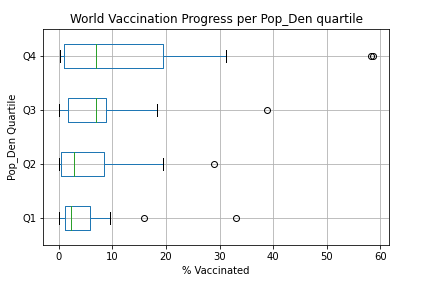 World Vaccination Progress per Pop_Den quartile
Pop_Den Quartile
Q4
Q3
Q2
Q1
0 10 20 30 40 50 60
% Vaccinated